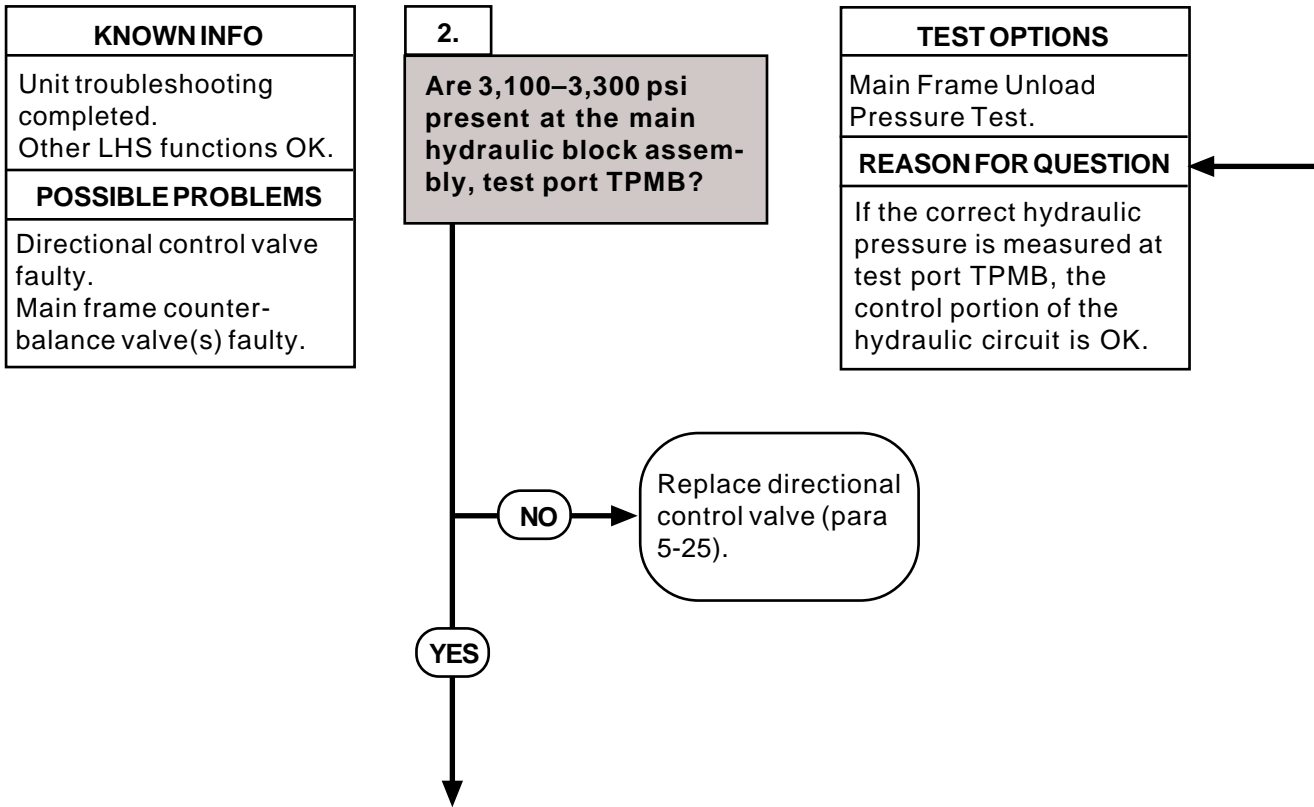 KNOWN INFO
Unit troubleshooting
completed.
Other LHS functions OK.
POSSIBLE PROBLEMS
Directional control valve
faulty.
Main frame counter-
balance valve(s) faulty.
2.
Are 3,100–3,300 psi
present at the main
hydraulic block assem-
bly, test port TPMB?
TEST OPTIONS
Main Frame Unload
Pressure Test.
REASON FOR QUESTION
If the correct hydraulic
pressure is measured at
test port TPMB, the
control portion of the
hydraulic circuit is OK.
NO
Replace directional
control valve (para
5-25).
YES